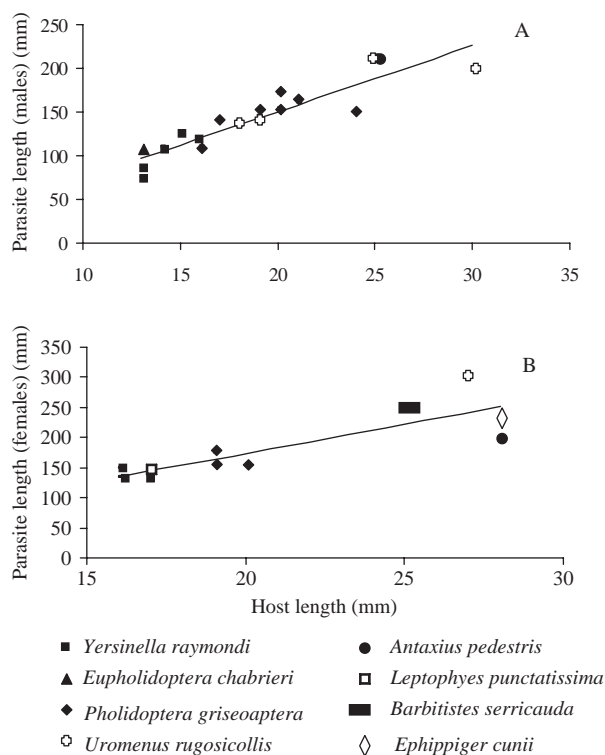 A
Parasite length (males) (mm)
250
200
150
100
50
0
10 15 20 25 30 35
B
Parasite length (females) (mm)
350
300
250
200
150
100
50
0
15 20 25 30
Host length (mm)
Yersinella raymondi
Eupholidoptera chabrieri
Pholidoptera griseoaptera
Uromenus rugosicollis
Antaxius pedestris
Leptophyes punctatissima
Barbitistes serricauda
Ephippiger cunii